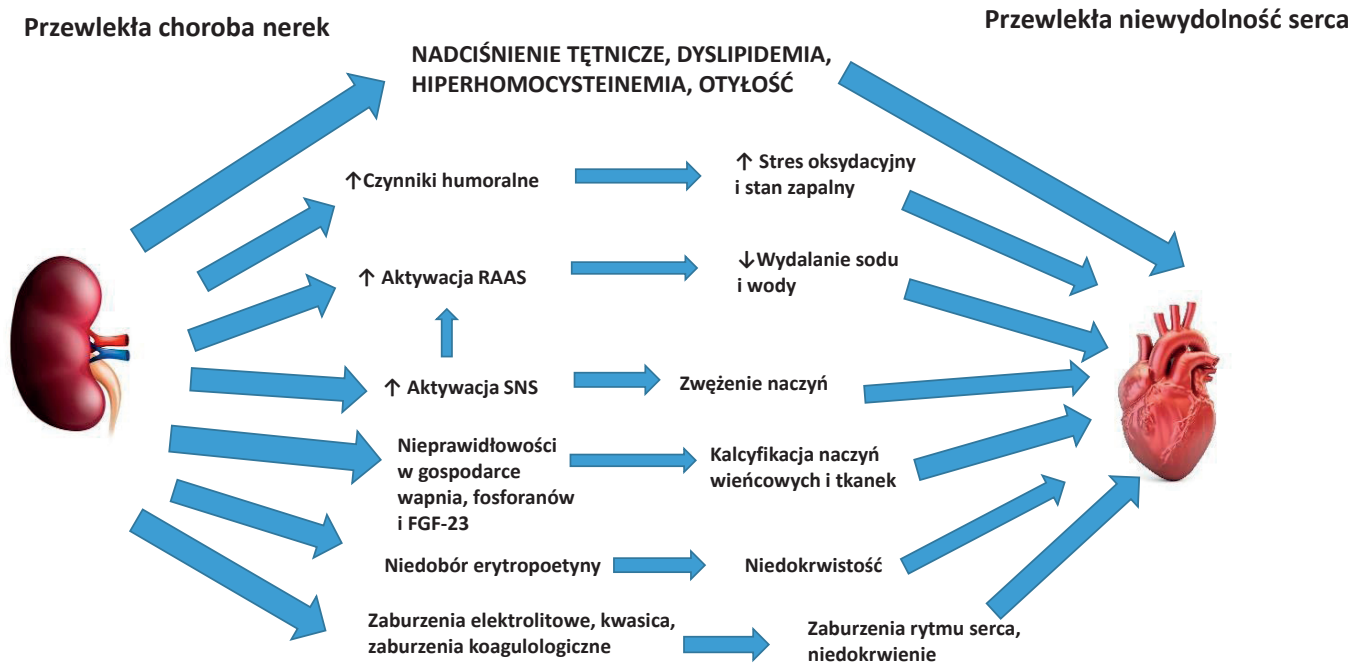 Przewlekła choroba nerek
Przewlekła niewydolność serca
NADCIŚNIENIE TĘTNICZE, DYSLIPIDEMIA,
HIPERHOMOCYSTEINEMIA, OTYŁOŚĆ
↑Czynniki humoralne
↑ Stres oksydacyjny
i stan zapalny
↑ Aktywacja RAAS
↓Wydalanie sodu
i wody
↑ Aktywacja SNS
Zwężenie naczyń
Nieprawidłowości
w gospodarce
wapnia, fosforanów
i FGF-23
Kalcyfikacja naczyń
wieńcowych i tkanek
Niedobór erytropoetyny
Niedokrwistość
Zaburzenia elektrolitowe, kwasica,
zaburzenia koagulologiczne
Zaburzenia rytmu serca,
niedokrwienie